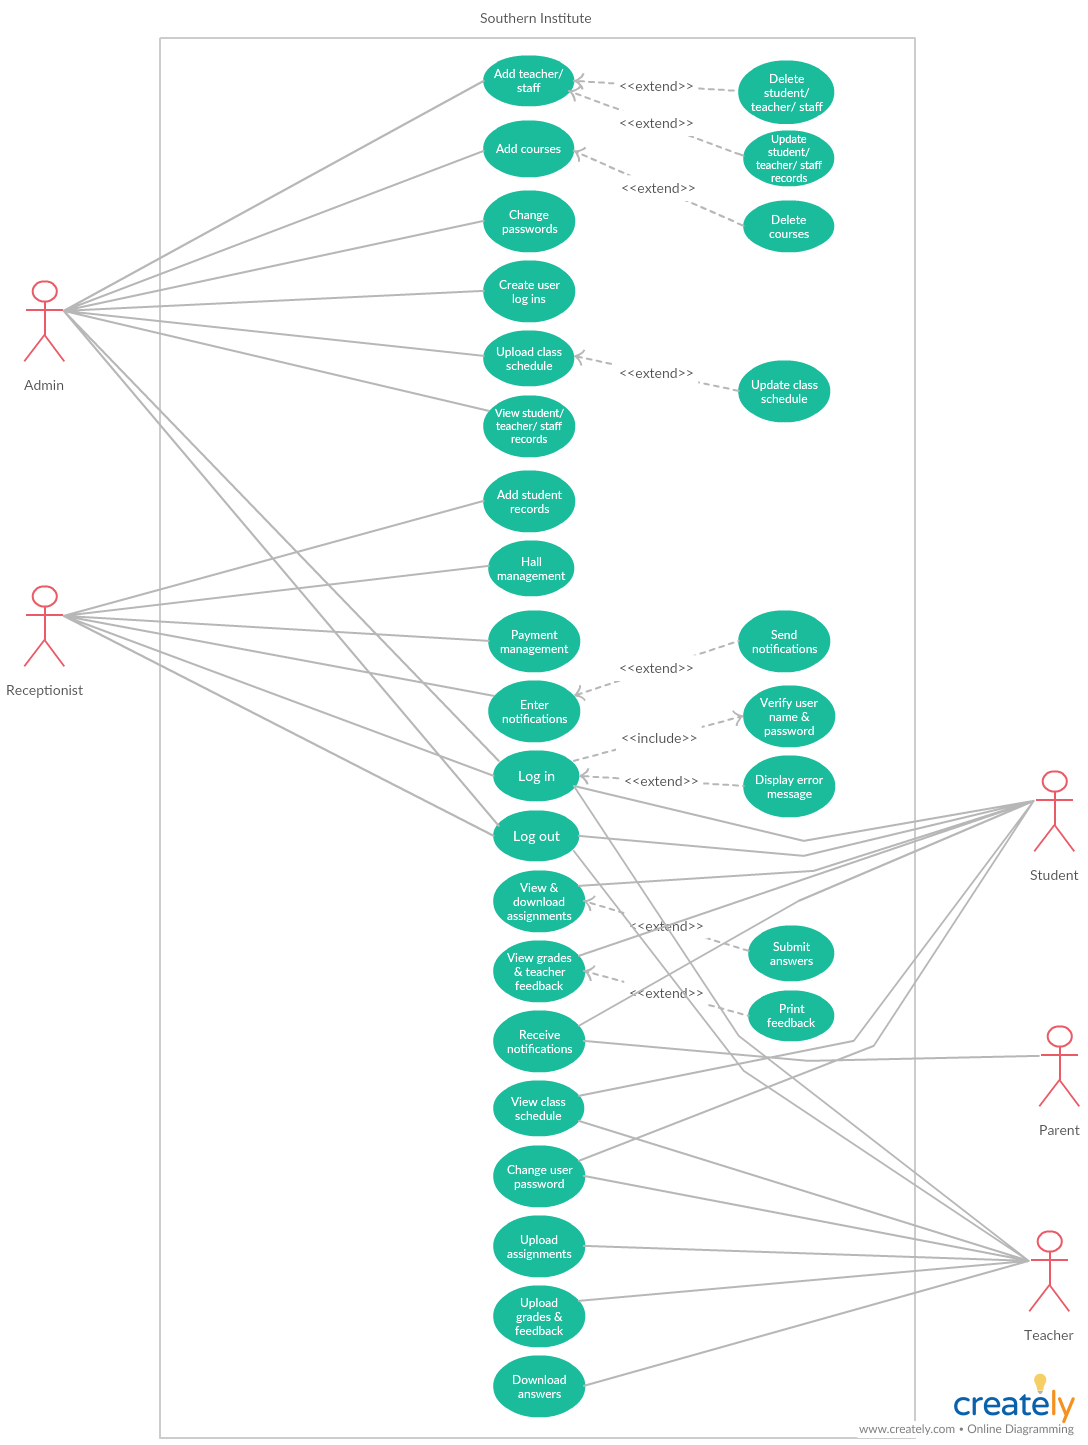 Southern Institute
Add teacher/
staff
<<extend>>
Delete
student/
teacher/ staff
<<extend>>
Update
student/
teacher/ staff
records
Add courses
<<extend>>
Delete
courses
Change
passwords
Create user
log ins
Admin
Upload class
schedule
<<extend>>
Update class
schedule
View student/
teacher/ staff
records
Add student
records
Hall
management
Receptionist
Payment
management
Send
notifications
<<extend>>
Enter
notifications
Verify user
name &
password
<<include>>
Log in
<<extend>>
Display error
message
Log out
Student
View &
download
assignments
<<extend>>
Submit
answers
View grades
& teacher
feedback
<<extend>>
Print
feedback
Receive
notifications
Parent
View class
schedule
Change user
password
Upload
assignments
Upload
grades &
feedback
Teacher
Download
answers
creately
www.creately.com • Online Diagramming